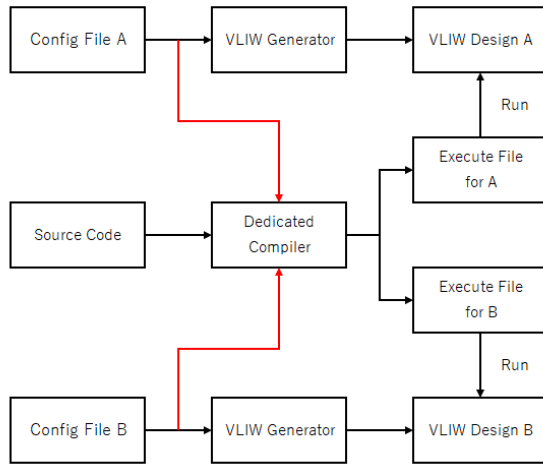 Config File A
VLIW Generator
VLIW Design A
Run
Execute File
for A
Source Code
Dedicated
Compiler
Execute File
for B
Run
Config File B
VLIW Generator
VLIW Design B